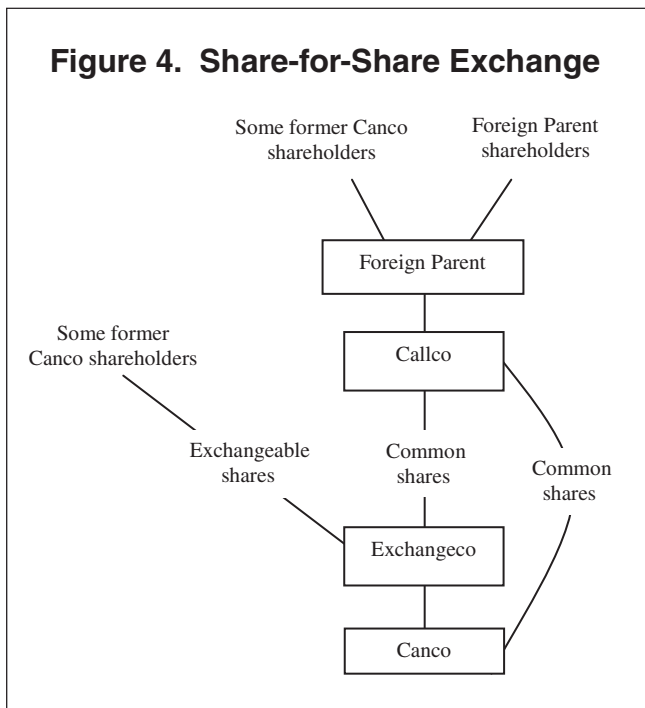 Figure 4. Share-for-Share Exchange
Some former Canco
shareholders
Foreign Parent
shareholders
Foreign Parent
Some former
Canco shareholders
Callco
Exchangeable
shares
Common
shares
Common
shares
Exchangeco
Canco